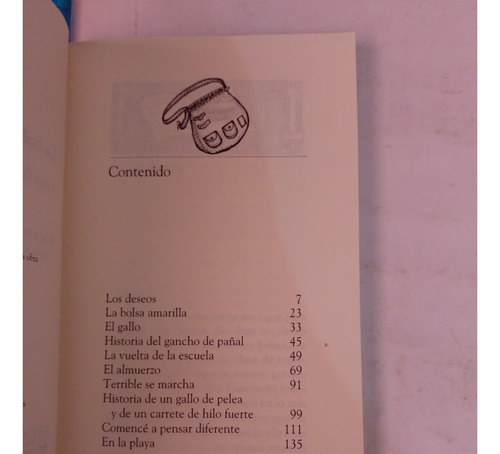 Contenido
Los deseos 7
La bolsa amarilla 23
El gallo 33
Historia del gancho de pañal 45
La vuelta de la escuela 49
El almuerzo 69
Terrible se marcha 91
Historia de un gallo de pelea
y de un carrete de hilo fuerte 99
Comencé a pensar diferente 111
En la playa 135
obra